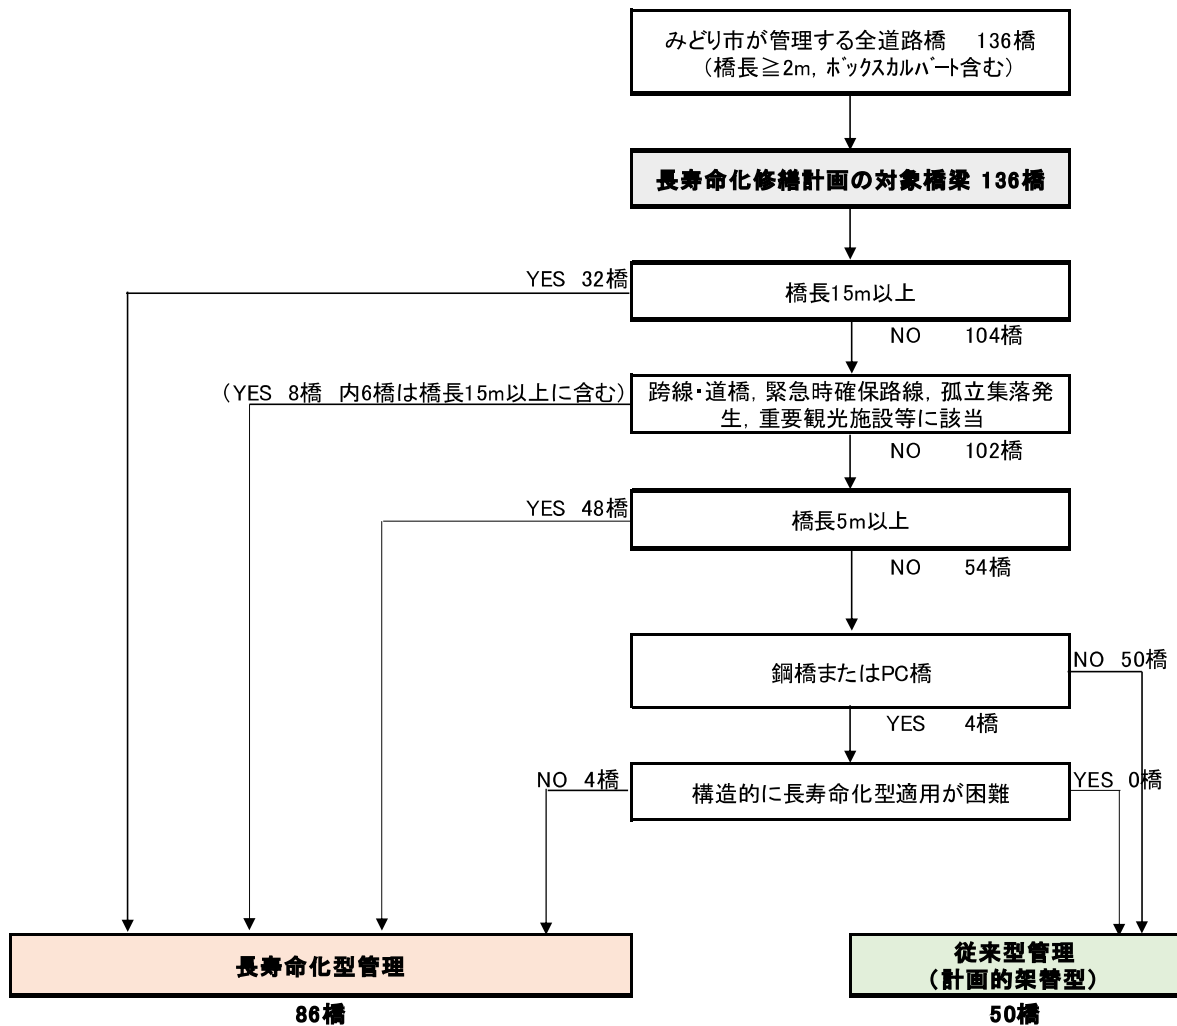 みどり市が管理する全道路橋　136橋
（橋長≧2m，ﾎﾞｯｸｽｶﾙﾊﾞｰﾄ含む）
長寿命化修繕計画の対象橋梁 136橋
YES 32橋
橋長15m以上
NO 104橋
（YES 8橋 内6橋は橋長15m以上に含む）
跨線・道橋，緊急時確保路線，孤立集落発
生，重要観光施設等に該当
NO 102橋
YES 48橋
橋長5m以上
NO 54橋
鋼橋またはPC橋
NO 50橋
YES 4橋
NO 4橋
構造的に長寿命化型適用が困難
YES 0橋
長寿命化型管理
86橋
従来型管理
（計画的架替型）
50橋